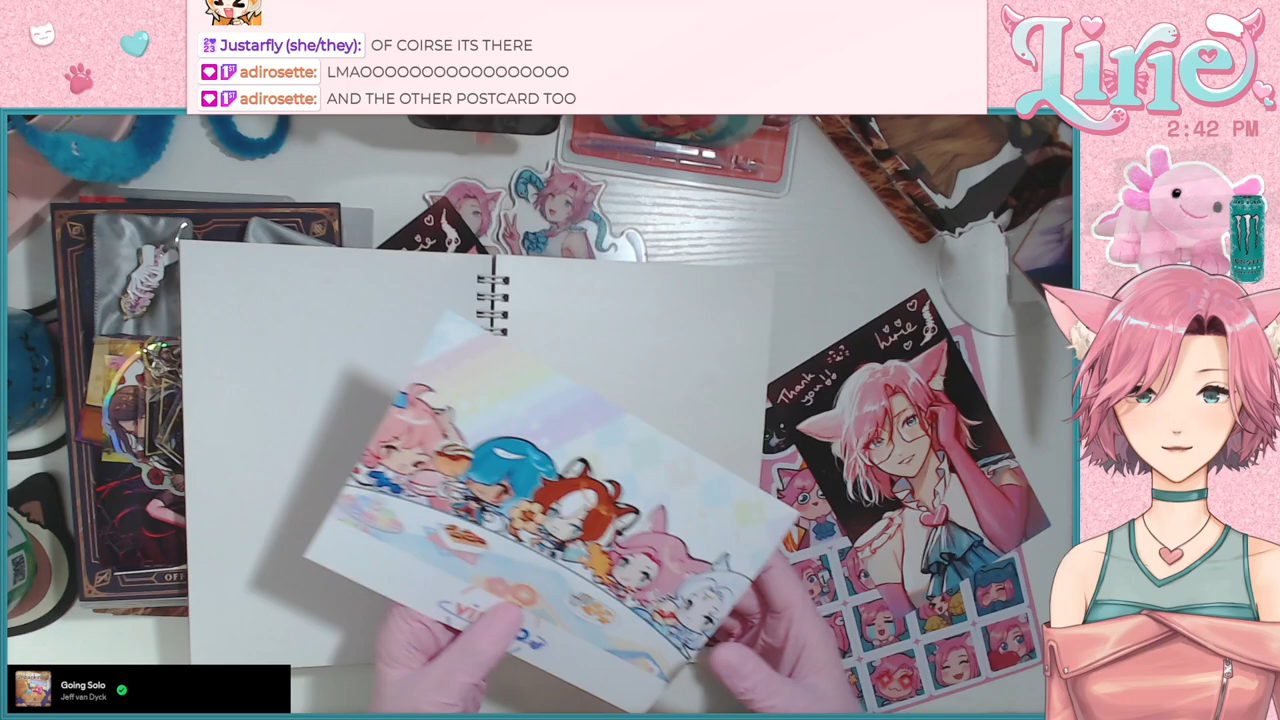 Justarfly (she/they): OF COIRSE ITS THERE
adirosette: LMAOOOOOOOOOOOOOOOOO
adirosette: AND THE OTHER POSTCARD TOO
Lirie
2:42 PM
Thank you!!
Lirie
Going Solo
Jeff van Dyck